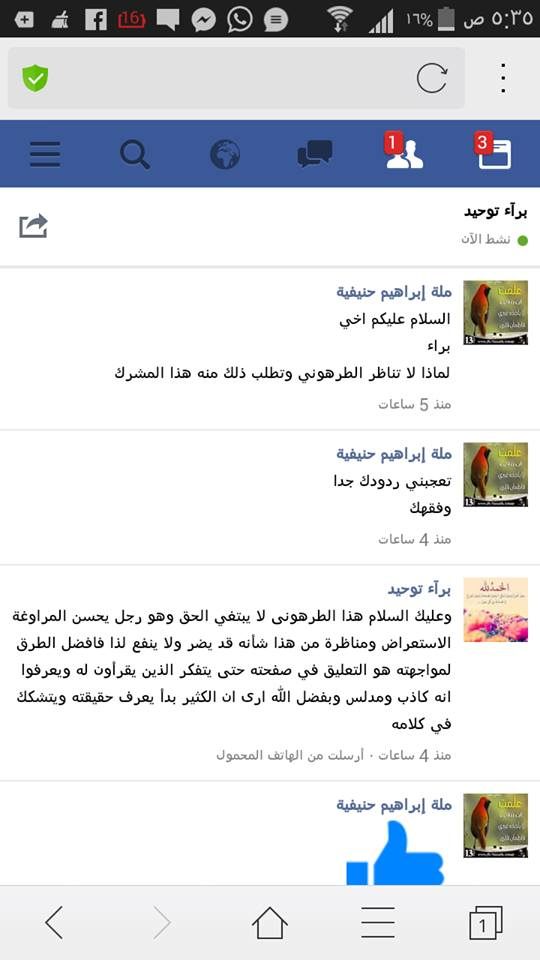 16
١٦%
٥:٣٥ ص
1
3
برآء توحيد
نشط الآن
ملة إبراهيم حنيفية
السلام عليكم اخي
براء
لماذا لا تناظر الطرهوني وتطلب ذلك منه هذا المشرك
منذ 5 ساعات
ملة إبراهيم حنيفية
تعجبني ردودك جدا
وفقهك
منذ 4 ساعات
برآء توحيد
وعليك السلام هذا الطرهونى لا يبتغي الحق وهو رجل يحسن المراوغة
الاستعراض ومناظرة من هذا شأنه قد يضر ولا ينفع لذا فافضل الطرق
لمواجهته هو التعليق في صفحته حتى يتفكر الذين يقرأون له ويعرفوا
انه كاذب ومدلس وبفضل الله ارى ان الكثير بدأ يعرف حقيقته ويتشكك
في كلامه
منذ 4 ساعات · أرسلت من الهاتف المحمول
ملة إبراهيم حنيفية
1